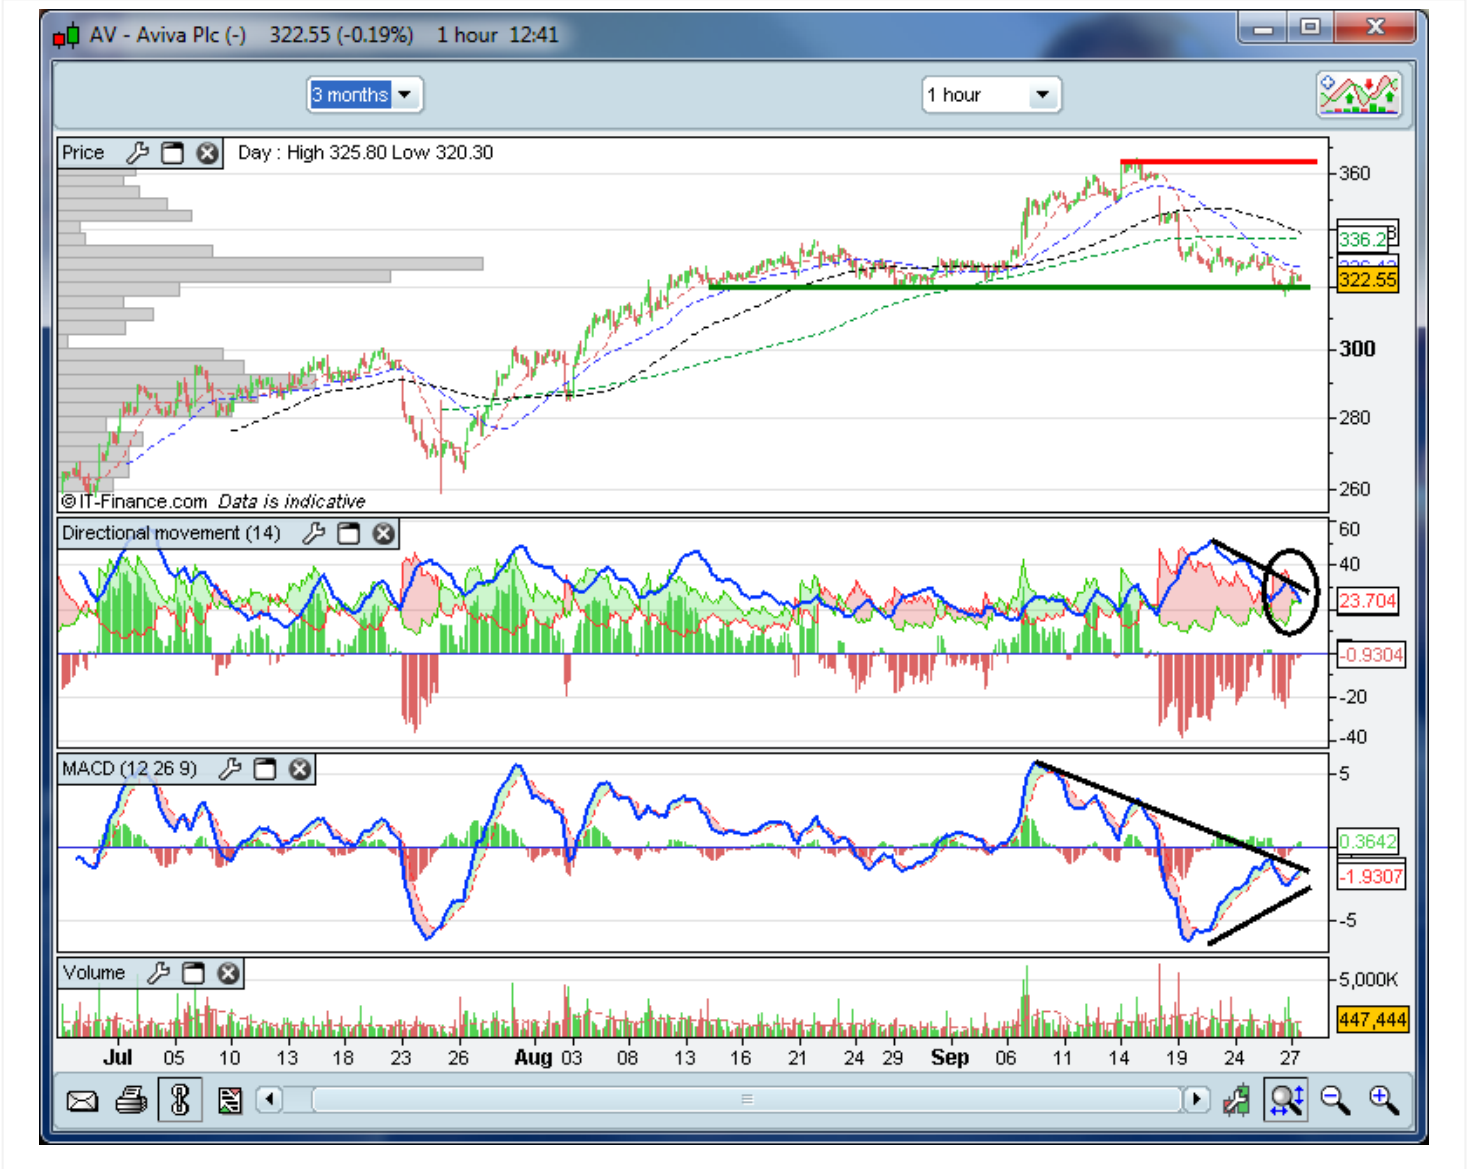 AV - Aviva Plc (-) 322.55 (-0.19%) 1 hour 12:41
3 months 1 hour
Price Day : High 325.80 Low 320.30
360
336.2
322.55
300
280
260
©IT-Finance.com Data is indicative
Directional movement (14)
60
40
23.704
-0.9304
-20
-40
MACD (12 26 9)
5
0.3642
-1.9307
-5
Volume
5,000K
447,444
Jul 05 10 13 18 23 26 Aug 03 08 13 16 21 24 29 Sep 06 11 14 19 24 27